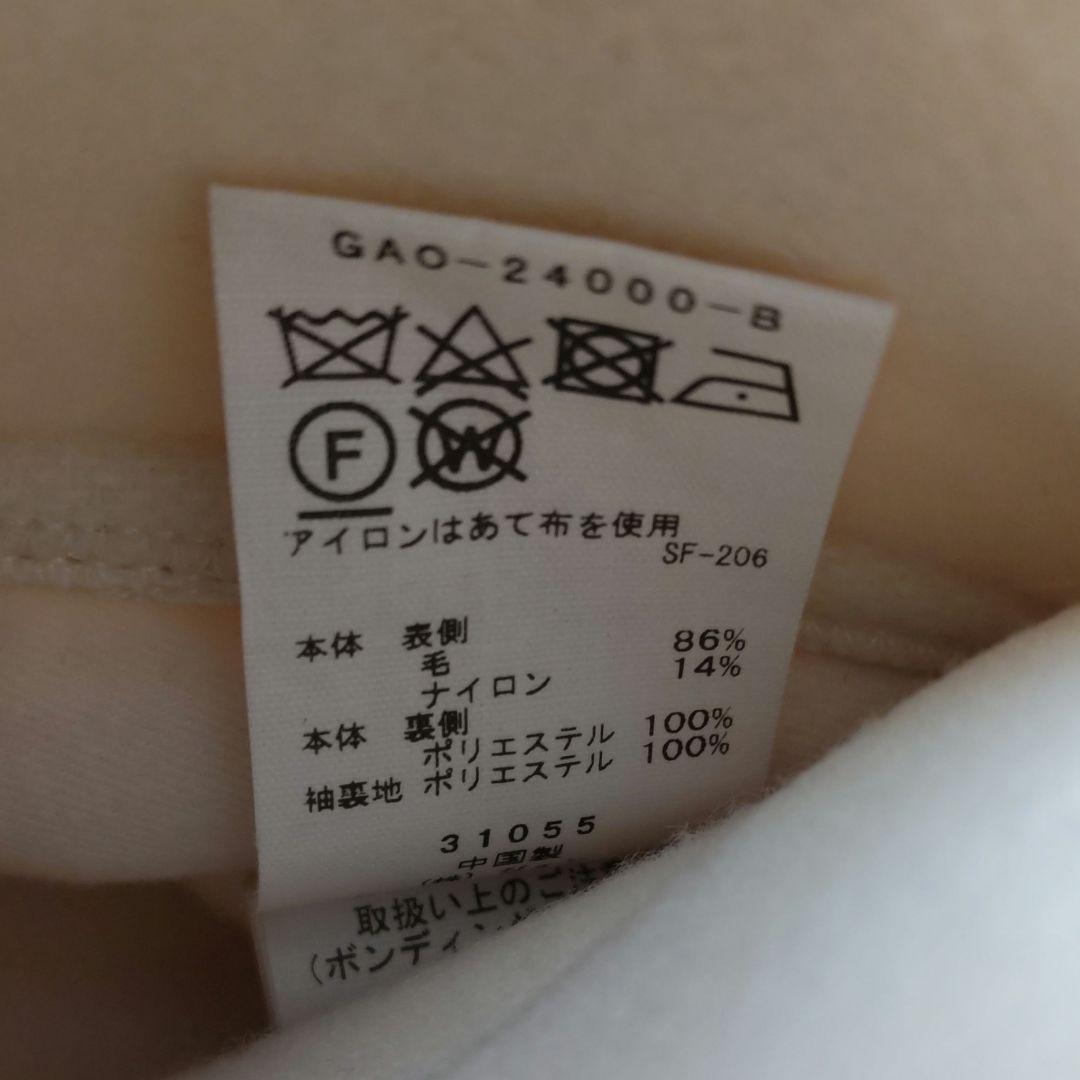 GAO-24000-B
F W
アイロンはあて布を使用
SF-206
本体 表側
毛 86%
ナイロン 14%
本体 裏側
ポリエステル 100%
袖裏地 ポリエステル 100%
31055
中国製
取扱い上のご注意
(ボンディン